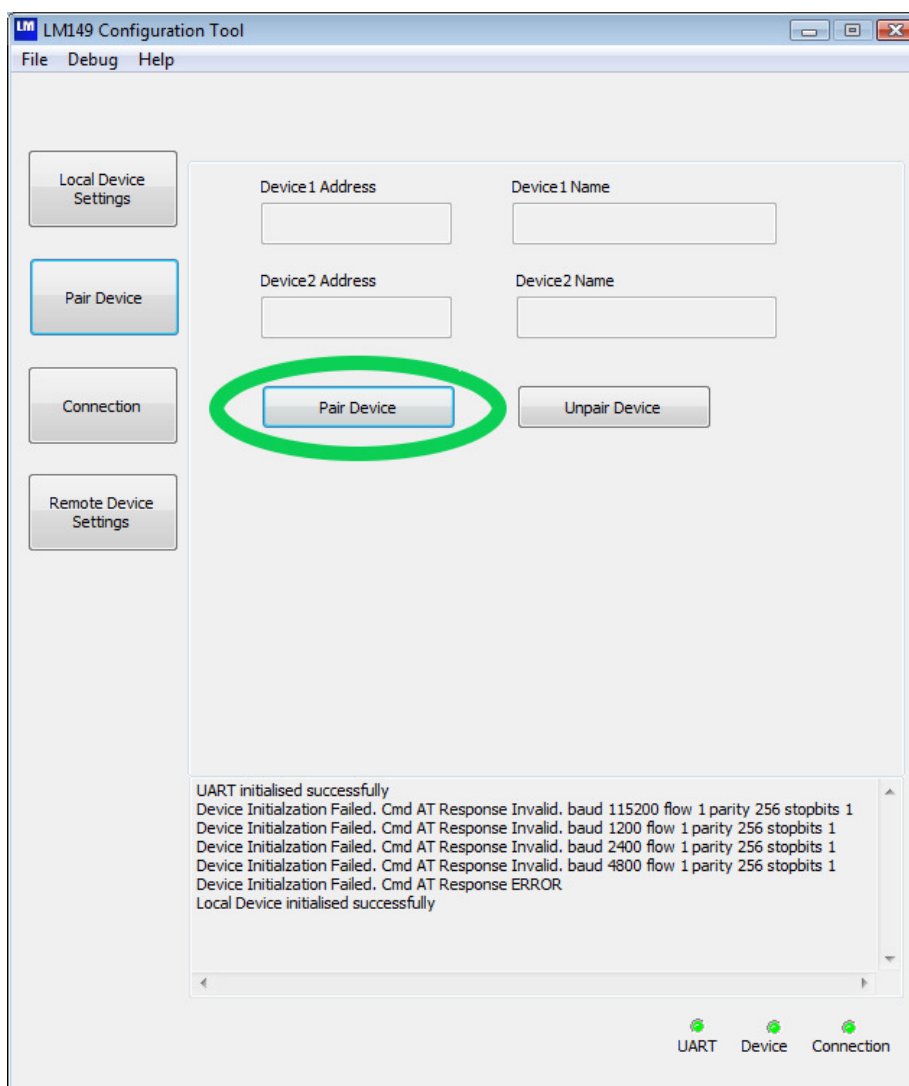 LM LM149 Configuration Tool
File Debug Help
Local Device
Settings
Pair Device
Connection
Remote Device
Settings
Device1 Address Device1 Name
Device2 Address Device2 Name
Pair Device Unpair Device
UART initialised successfully
Device Initialzation Failed. Cmd AT Response Invalid. baud 115200 flow 1 parity 256 stopbits 1
Device Initialzation Failed. Cmd AT Response Invalid. baud 1200 flow 1 parity 256 stopbits 1
Device Initialzation Failed. Cmd AT Response Invalid. baud 2400 flow 1 parity 256 stopbits 1
Device Initialzation Failed. Cmd AT Response Invalid. baud 4800 flow 1 parity 256 stopbits 1
Device Initialzation Failed. Cmd AT Response ERROR
Local Device initialised successfully
UART Device Connection